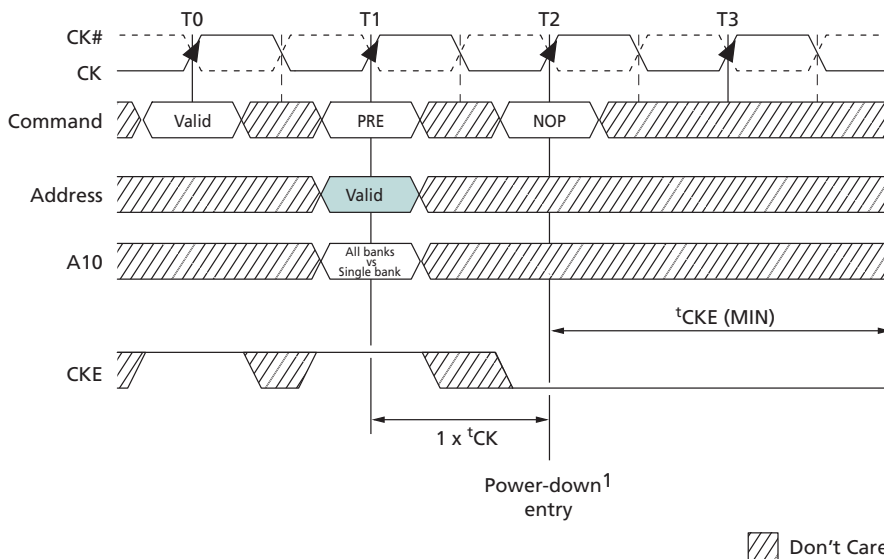 T0 T1 T2 T3
CK#
CK
Command Valid PRE NOP
Address Valid
A10 All banks
vs
Single bank
tCKE (MIN)
CKE
1 x tCK
Power-down1
entry
Don't Care